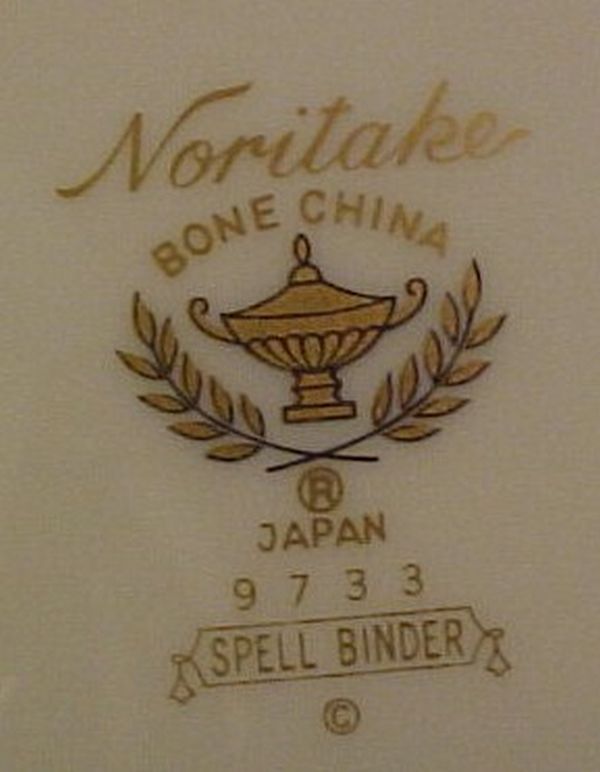 Noritake
BONE CHINA
®
JAPAN
9733
SPELL BINDER
©